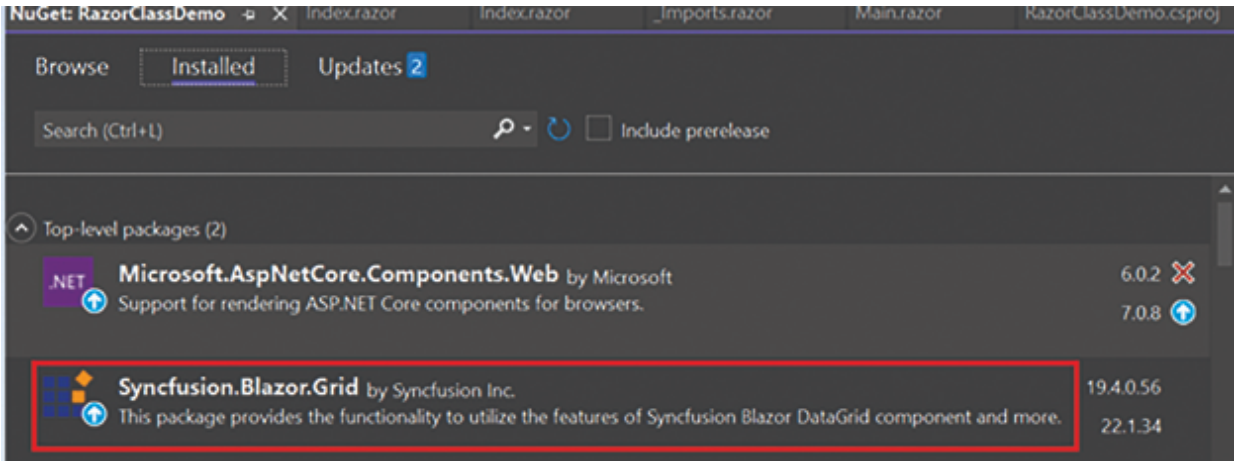 NuGet: RazorClassDemo Index.razor Index.razor _Imports.razor Main.razor RazorClassDemo.csproj
Browse Installed Updates 2
Search (Ctrl+L) Include prerelease
Top-level packages (2)
.NET Microsoft.AspNetCore.Components.Web by Microsoft 6.0.2
Support for rendering ASP.NET Core components for browsers.
7.0.8
Syncfusion.Blazor.Grid by Syncfusion Inc. 19.4.0.56
This package provides the functionality to utilize the features of Syncfusion Blazor DataGrid component and more.
22.1.34